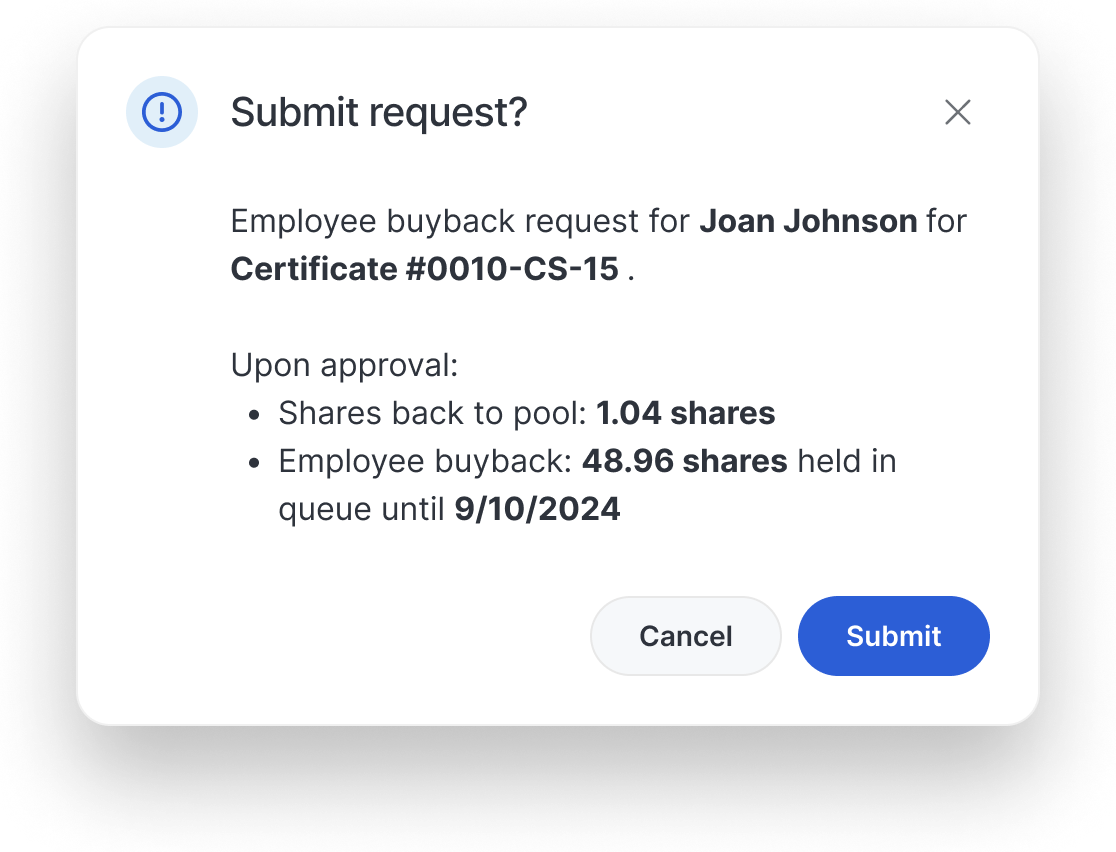 Submit request?
Employee buyback request for Joan Johnson for
Certificate #0010-CS-15 .
Upon approval:
• Shares back to pool: 1.04 shares
• Employee buyback: 48.96 shares held in
queue until 9/10/2024
Cancel
Submit